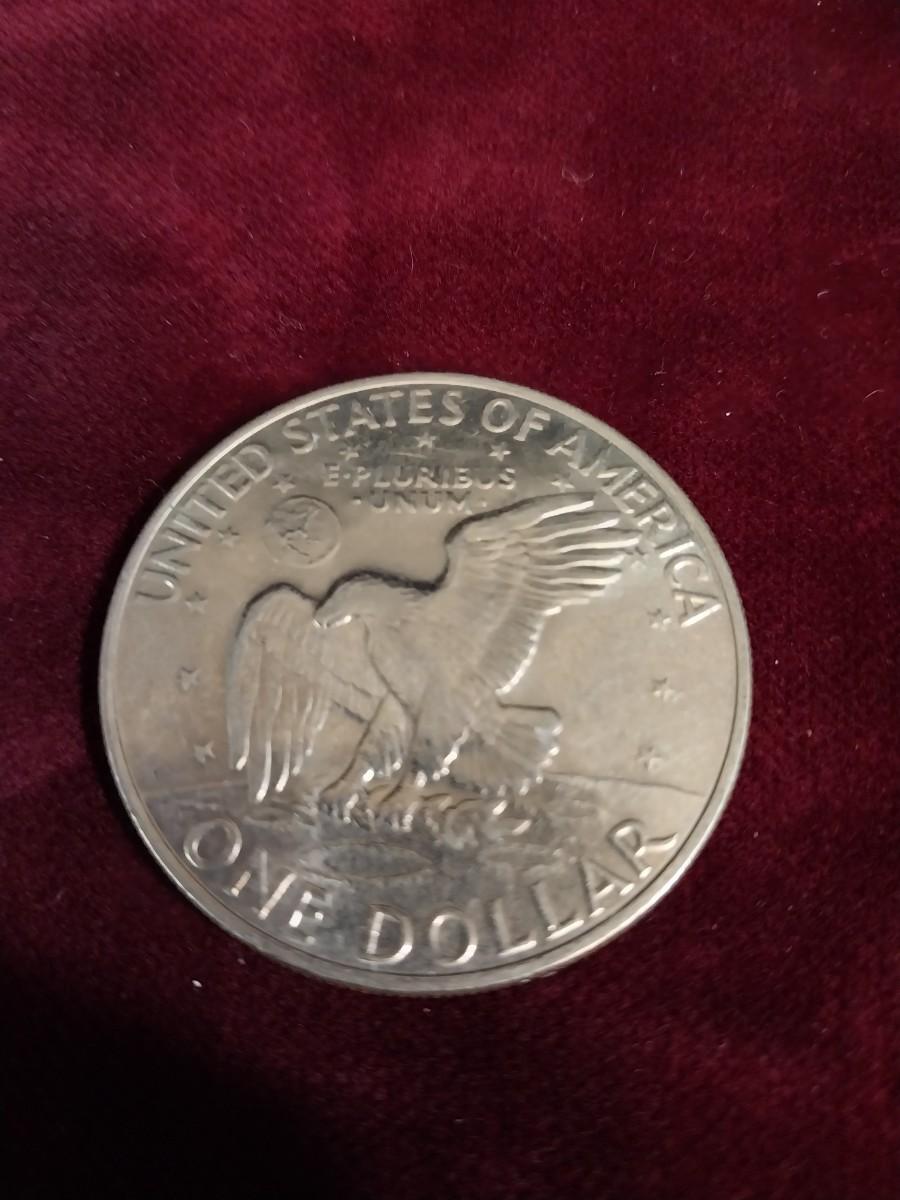 UNITED STATES OF AMERICA
E·PLURIBUS
·UNUM·
ONE DOLLAR